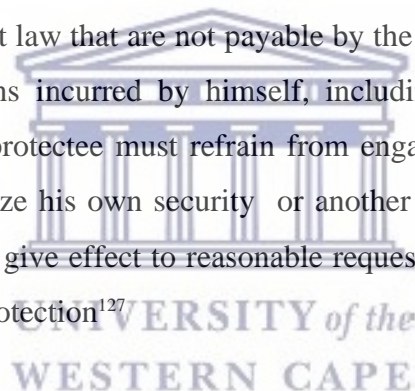 t law that are not payable by the
ns incurred by himself, includi
protectee must refrain from enga
ze his own security or another
give effect to reasonable reques
otection127
UNIVERSITY of the
WESTERN CAPE